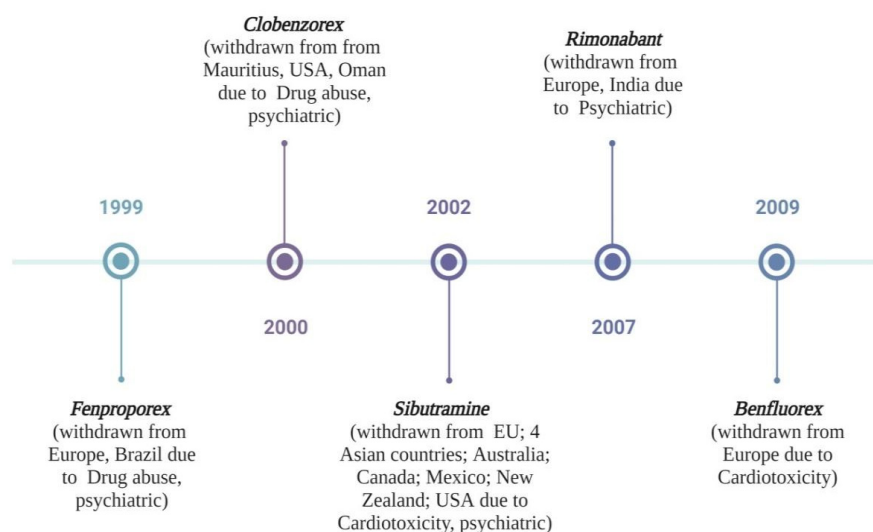 Clobenzorex
(withdrawn from from
Mauritius, USA, Oman
due to Drug abuse,
psychiatric)
Rimonabant
(withdrawn from
Europe, India due
to Psychiatric)
1999
2002
2009
2000
2007
Fenproporex
(withdrawn from
Europe, Brazil due
to Drug abuse,
psychiatric)
Sibutramine
(withdrawn from EU; 4
Asian countries; Australia;
Canada; Mexico; New
Zealand; USA due to
Cardiotoxicity, psychiatric)
Benfluorex
(withdrawn from
Europe due to
Cardiotoxicity)